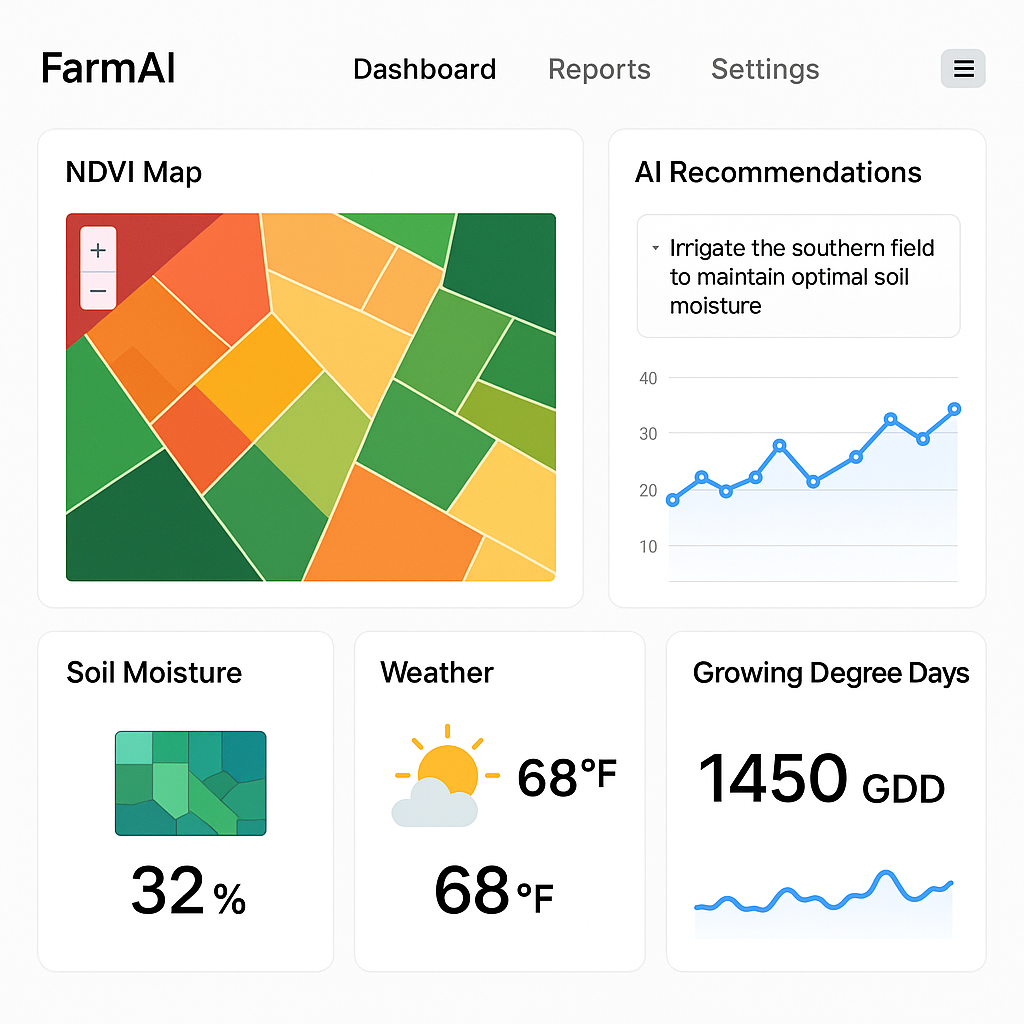 FarmAI
Dashboard
Reports
Settings
NDVI Map
+
−
AI Recommendations
Irrigate the southern field
to maintain optimal soil
moisture
40
30
20
10
Soil Moisture
32 %
Weather
68°F
68°F
Growing Degree Days
1450 GDD